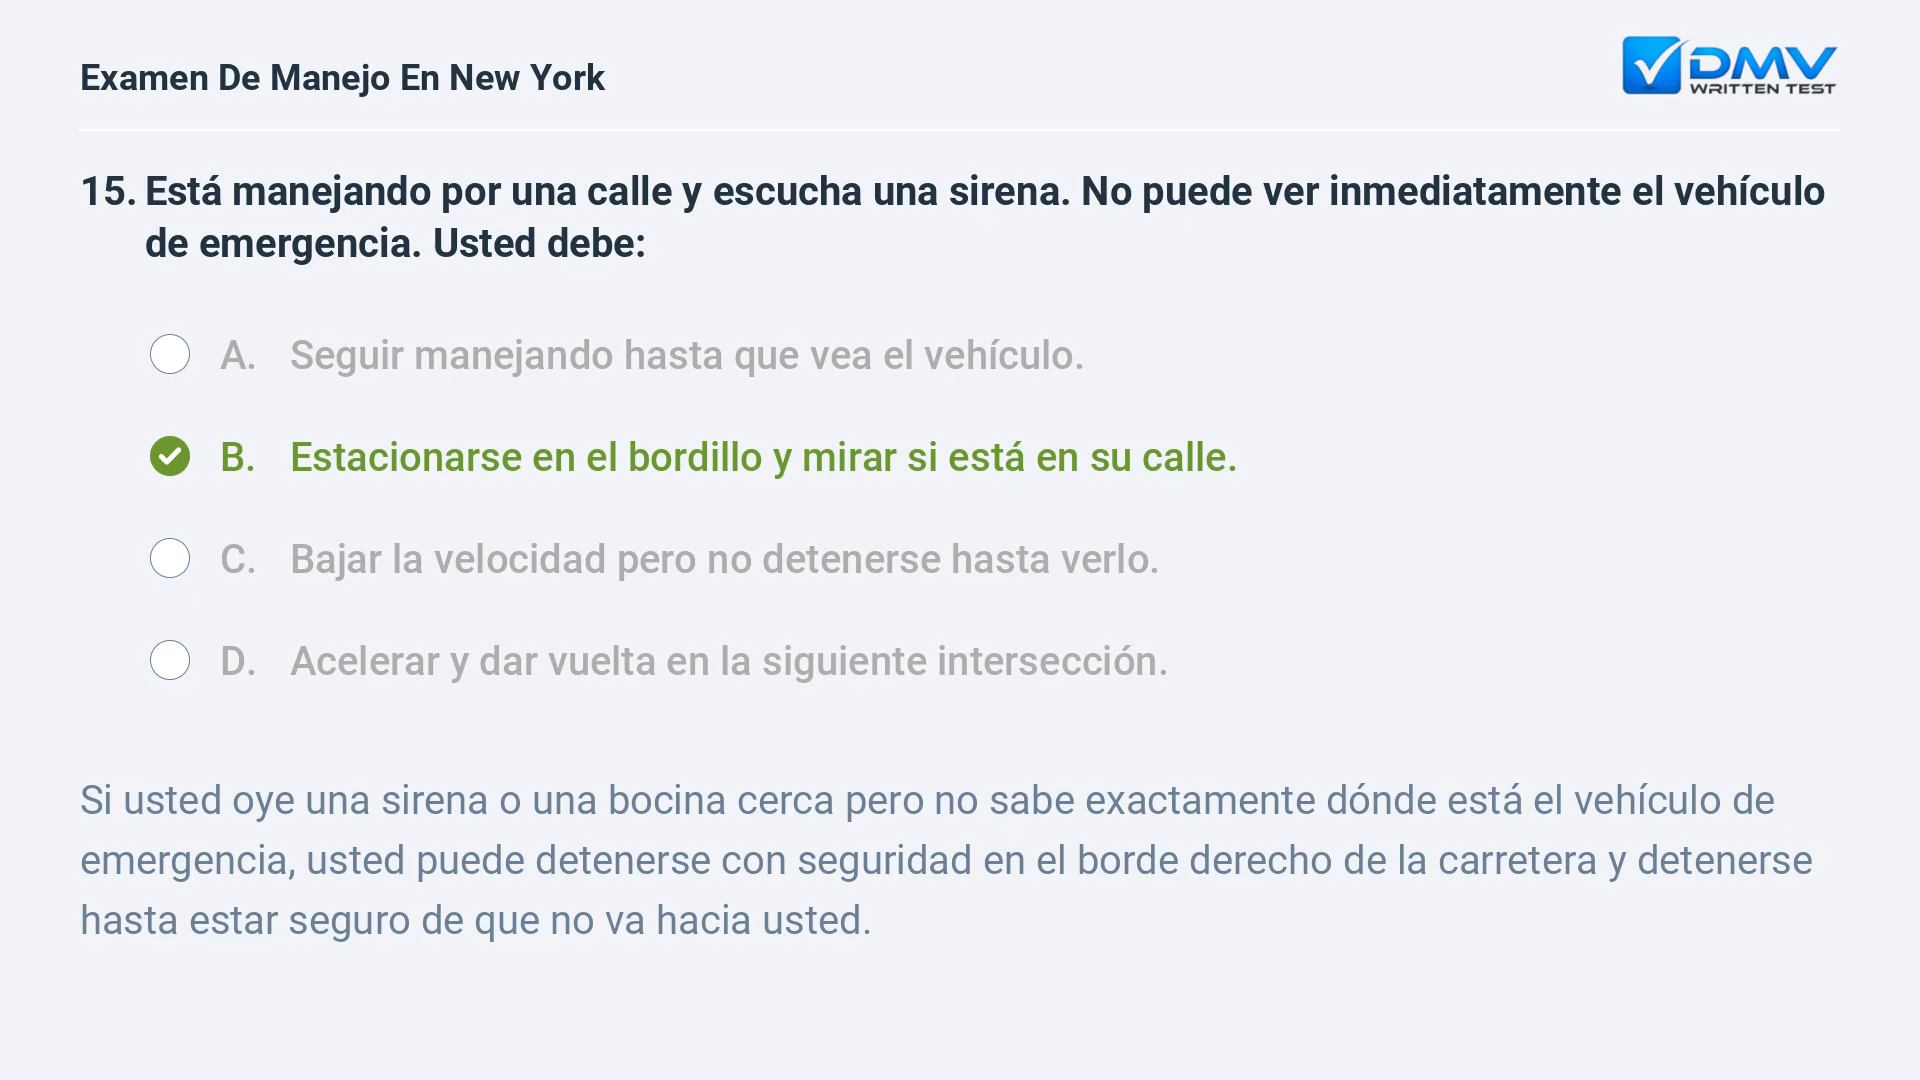 Examen De Manejo En New York
DMV
WRITTEN TEST
15. Está manejando por una calle y escucha una sirena. No puede ver inmediatamente el vehículo
de emergencia. Usted debe:
A. Seguir manejando hasta que vea el vehículo.
B. Estacionarse en el bordillo y mirar si está en su calle.
C. Bajar la velocidad pero no detenerse hasta verlo.
D. Acelerar y dar vuelta en la siguiente intersección.
Si usted oye una sirena o una bocina cerca pero no sabe exactamente dónde está el vehículo de
emergencia, usted puede detenerse con seguridad en el borde derecho de la carretera y detenerse
hasta estar seguro de que no va hacia usted.